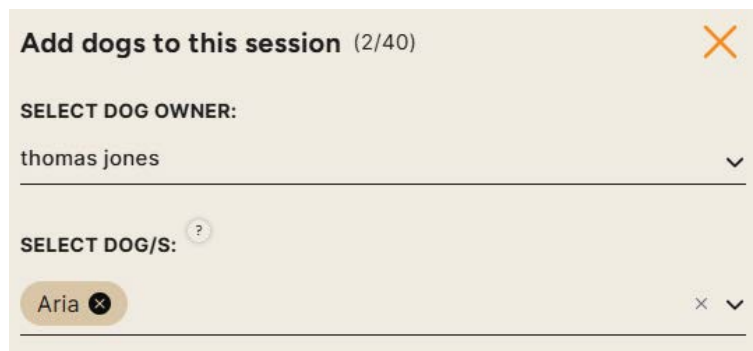 Add dogs to this session (2/40)
SELECT DOG OWNER:
thomas jones
SELECT DOG/S: ?
Aria